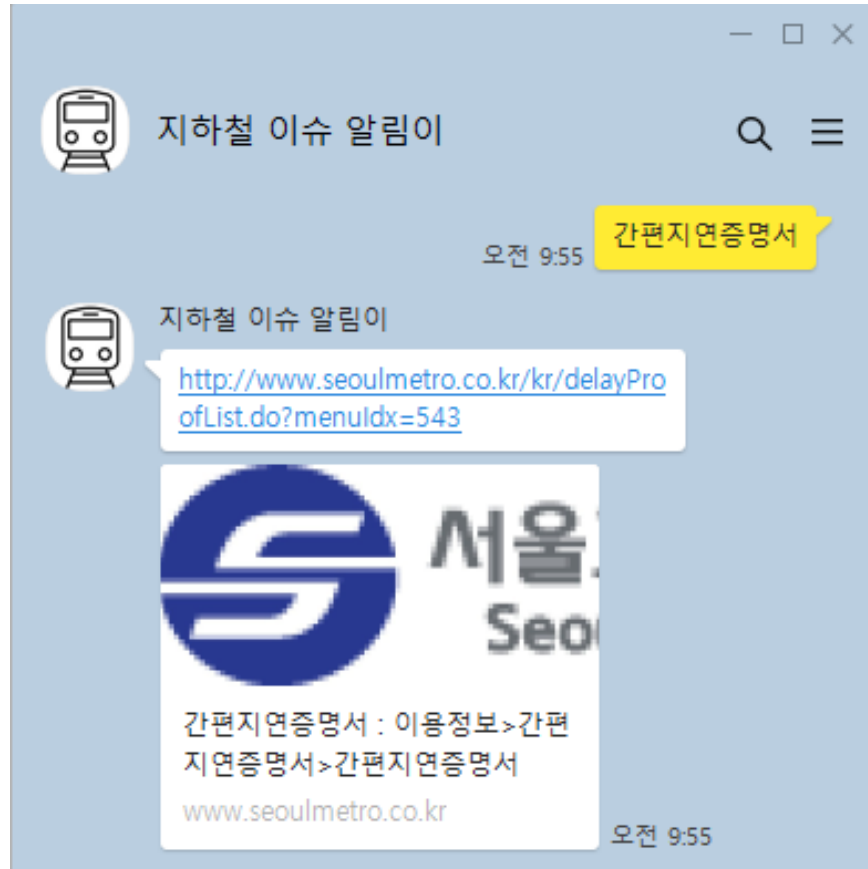 지하철 이슈 알림이
간편지연증명서
오전 9:55
지하철 이슈 알림이
http://www.seoulmetro.co.kr/kr/delayPro
ofList.do?menuIdx=543
서울
Seo
간편지연증명서 : 이용정보>간편
지연증명서>간편지연증명서
www.seoulmetro.co.kr
오전 9:55